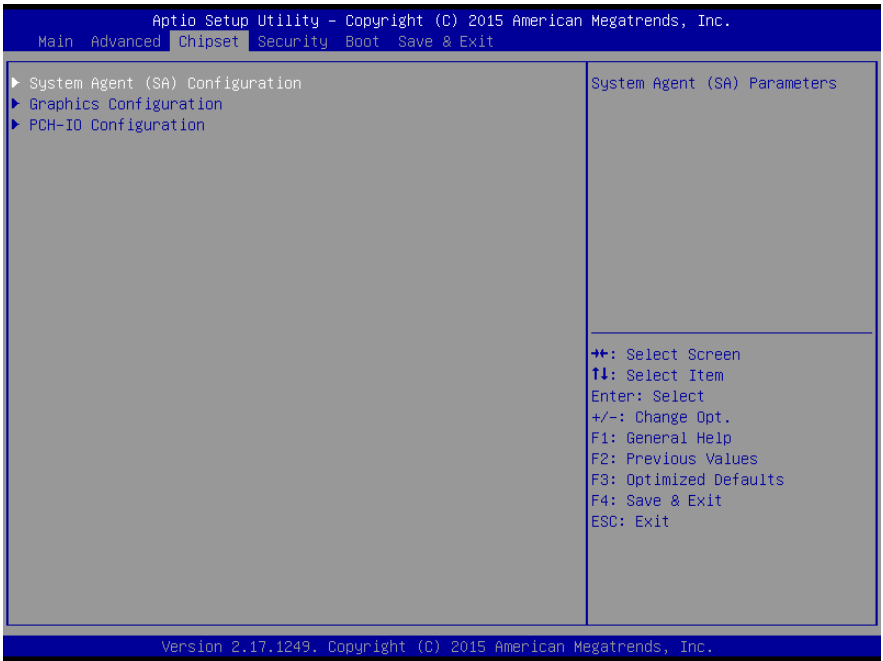 Aptio Setup Utility – Copyright (C) 2015 American Megatrends, Inc.
Main Advanced Chipset Security Boot Save & Exit
▶ System Agent (SA) Configuration
▶ Graphics Configuration
▶ PCH-IO Configuration
System Agent (SA) Parameters
→←: Select Screen
↑↓: Select Item
Enter: Select
+/-: Change Opt.
F1: General Help
F2: Previous Values
F3: Optimized Defaults
F4: Save & Exit
ESC: Exit
Version 2.17.1249. Copyright (C) 2015 American Megatrends, Inc.